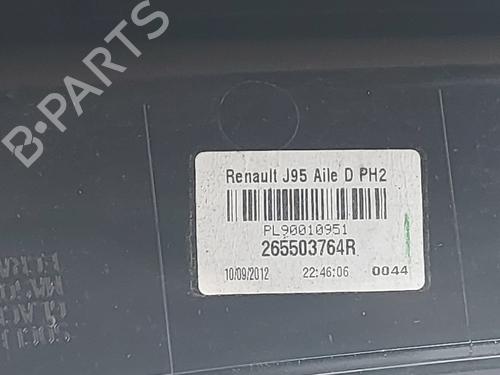 B-PARTS
Renault J95 Aile D PH2
PL90010951
265503764R
10/09/2012 22:46:06 0044